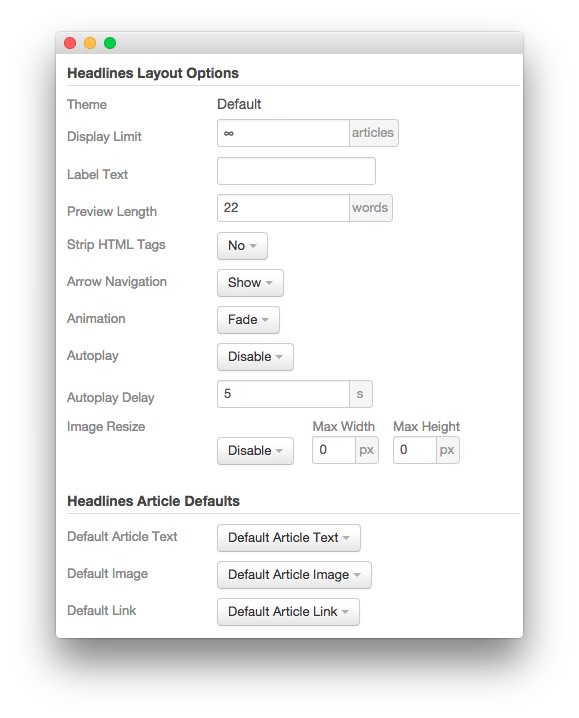 Headlines Layout Options
Theme Default
Display Limit ∞ articles
Label Text
Preview Length 22 words
Strip HTML Tags No
Arrow Navigation Show
Animation Fade
Autoplay Disable
Autoplay Delay 5 s
Image Resize Max Width Max Height
Disable 0 px 0 px
Headlines Article Defaults
Default Article Text Default Article Text
Default Image Default Article Image
Default Link Default Article Link